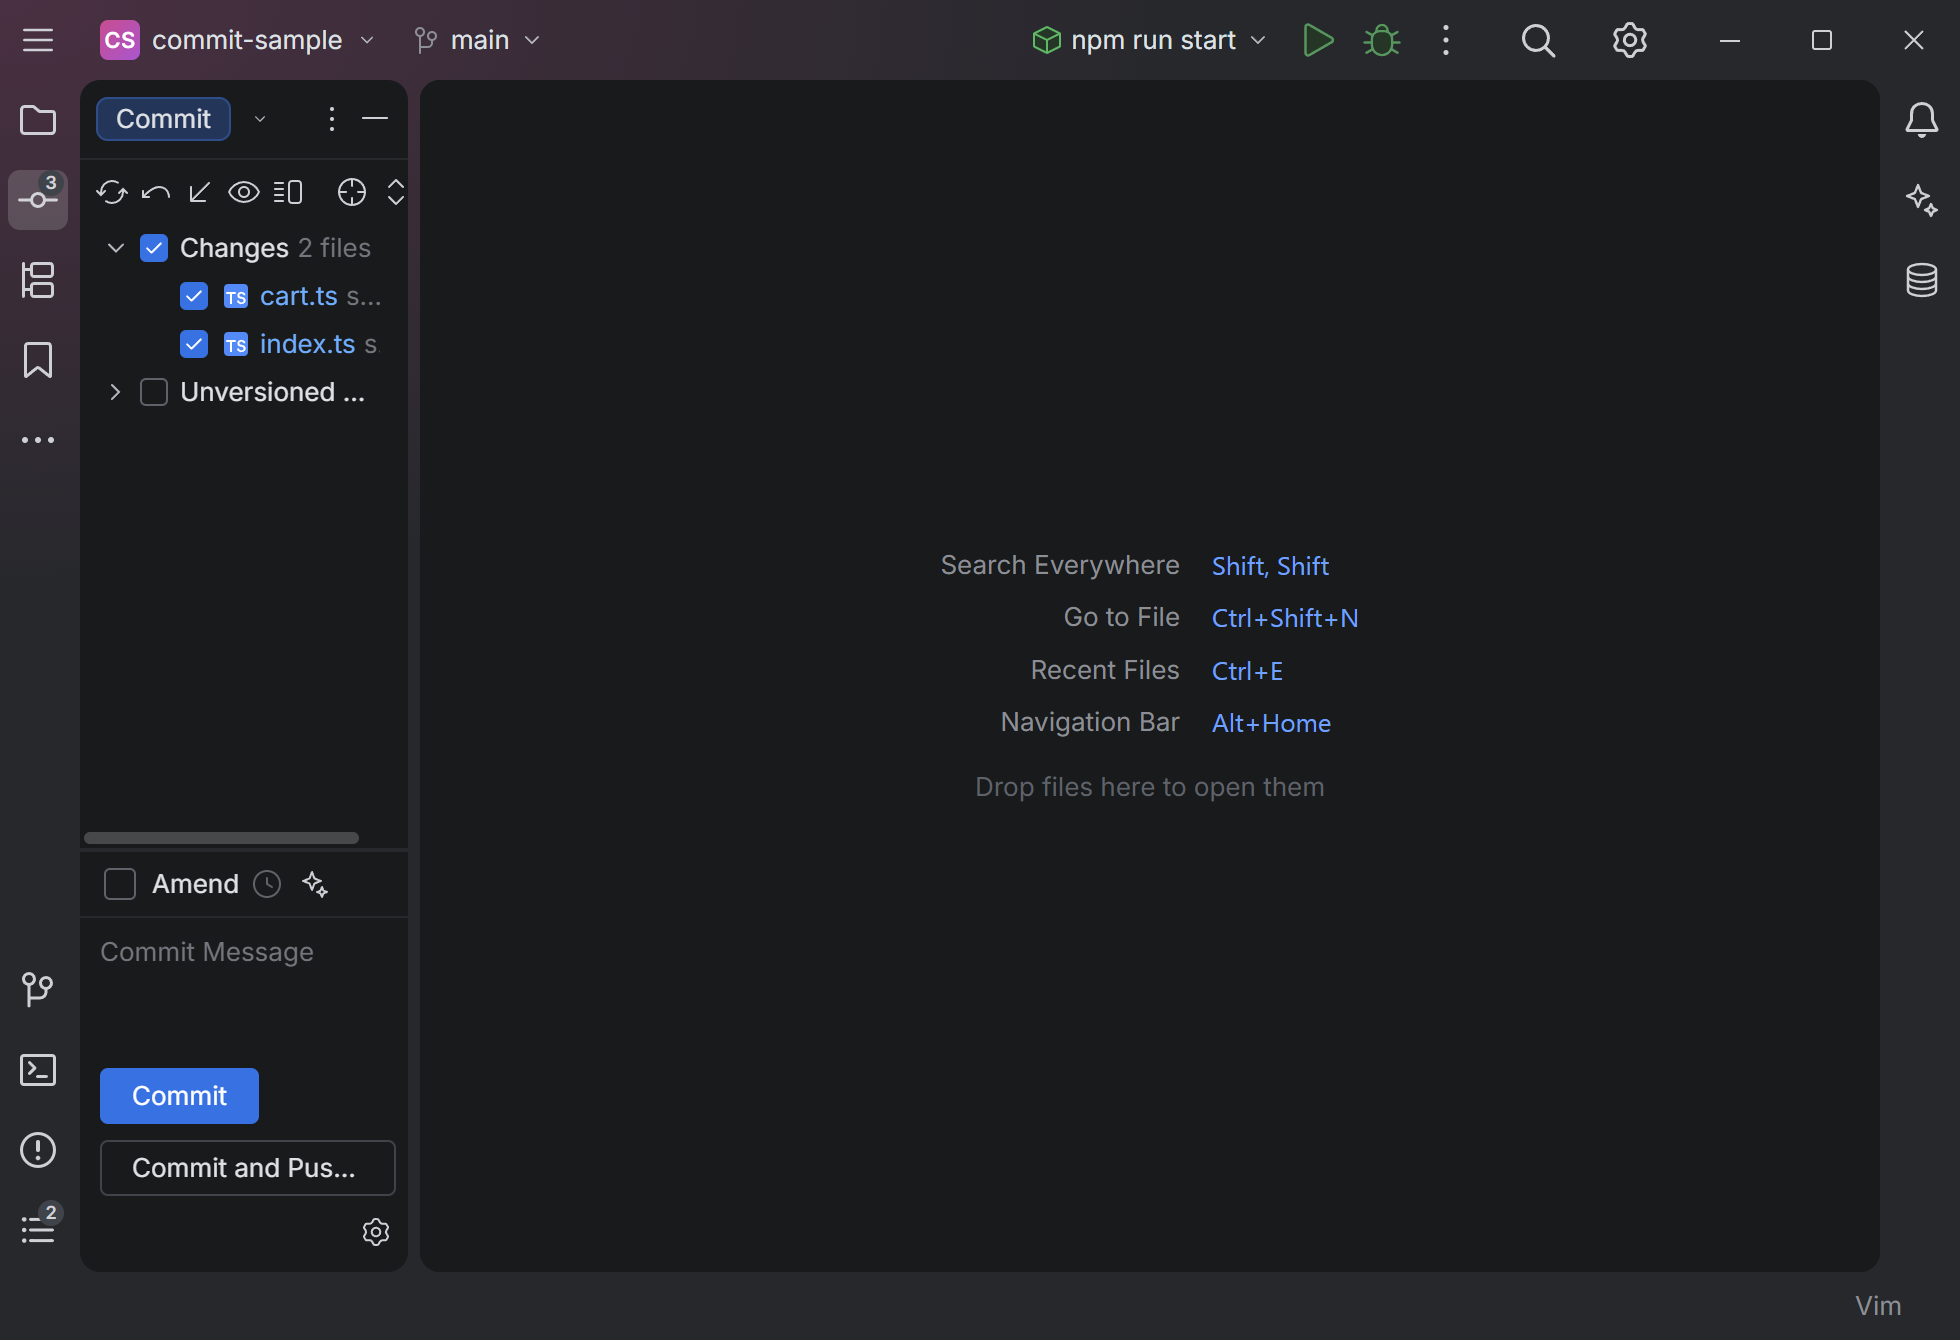 CS commit-sample main npm run start
Commit
3
Changes 2 files
TS cart.ts s...
TS index.ts s.
Unversioned ...
Search Everywhere Shift, Shift
Go to File Ctrl+Shift+N
Recent Files Ctrl+E
Navigation Bar Alt+Home
Drop files here to open them
Amend
Commit Message
Commit
Commit and Pus...
2
Vim